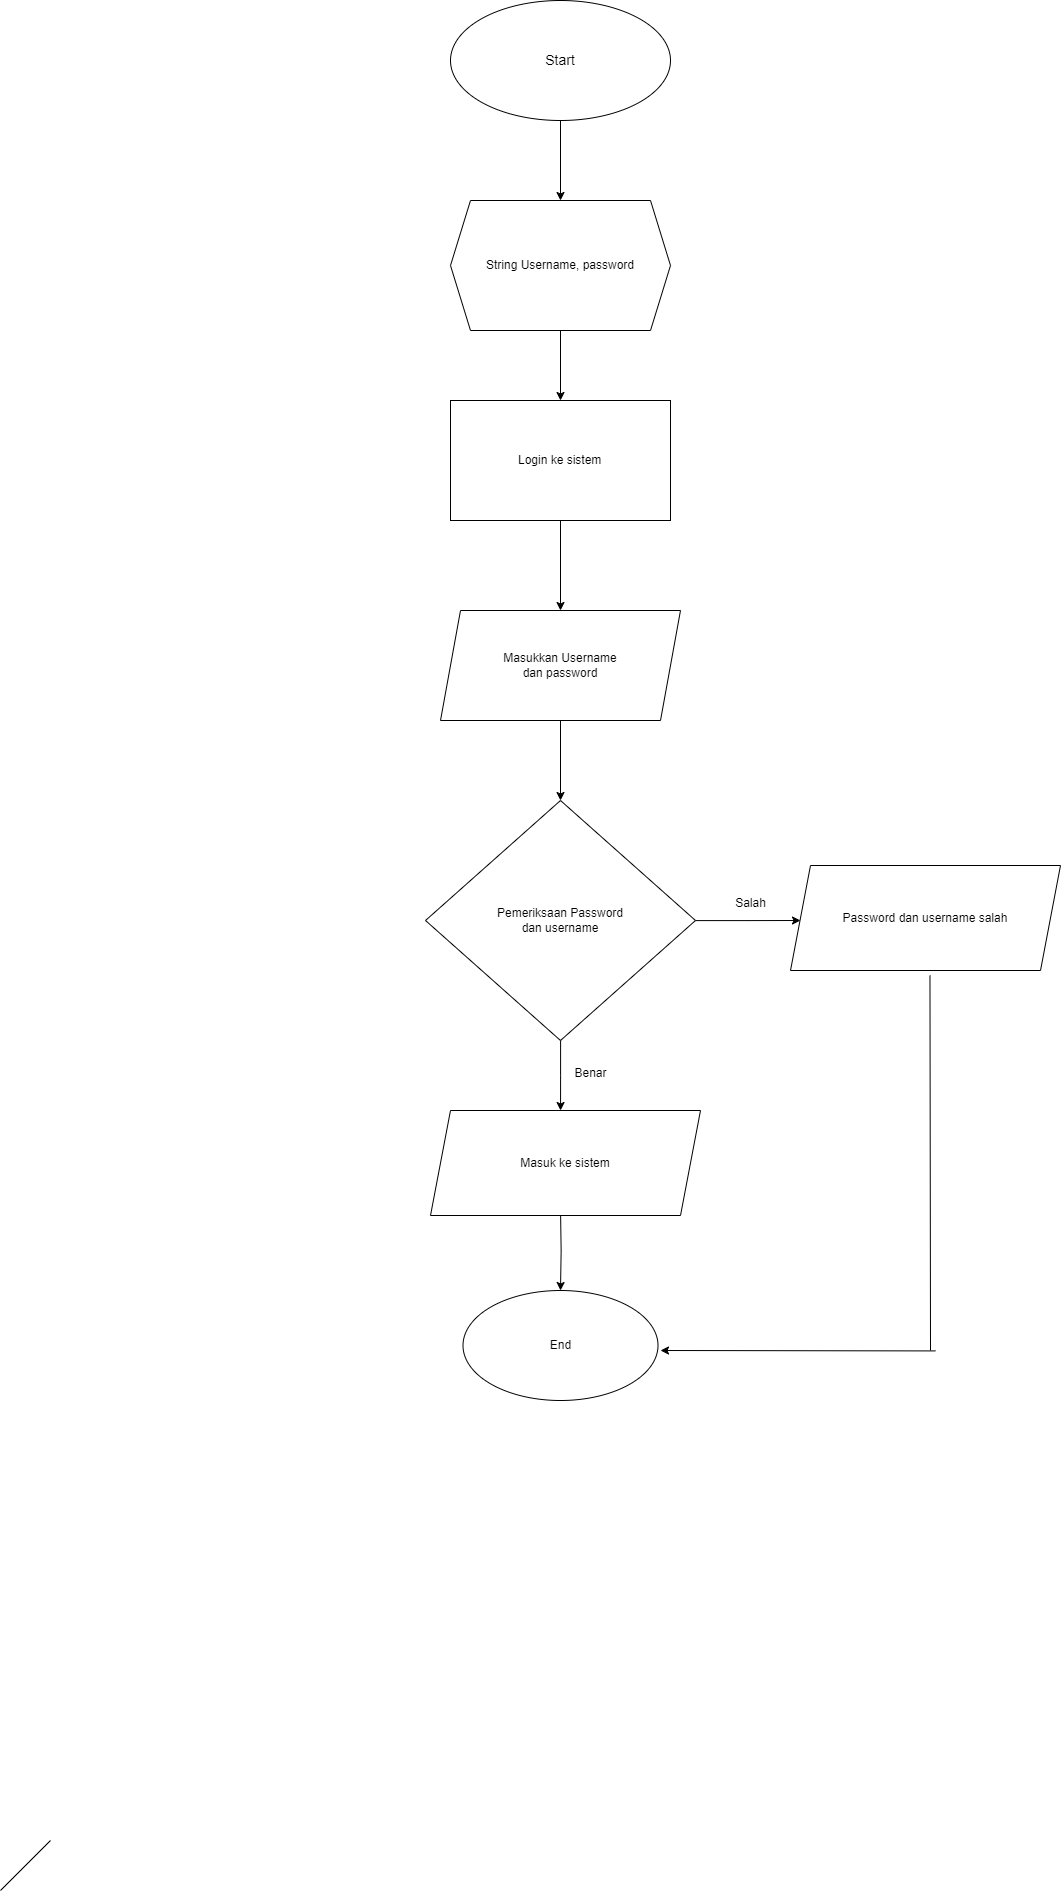 Start
String Username, password
Login ke sistem
Masukkan Username
dan password
Pemeriksaan Password
dan username
Salah
Password dan username salah
Benar
Masuk ke sistem
End